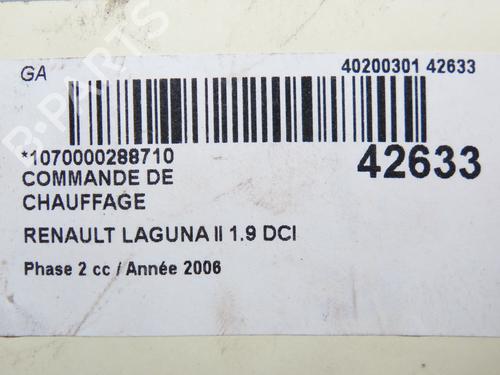 GA 40200301 42633
*1070000288710 42633
COMMANDE DE
CHAUFFAGE
RENAULT LAGUNA II 1.9 DCI
Phase 2 cc / Année 2006
B-PARTS